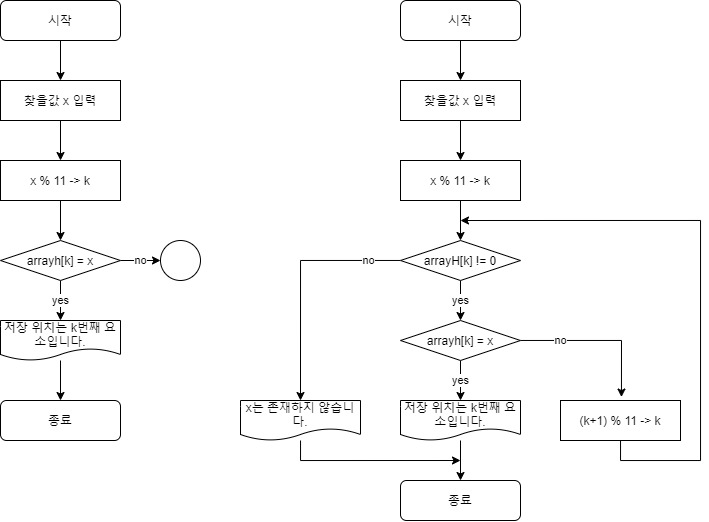 시작
찾을값 x 입력
x % 11 -> k
arrayh[k] = x
no
yes
저장 위치는 k번째 요
소입니다.
종료
시작
찾을값 x 입력
x % 11 -> k
arrayH[k] != 0
no
yes
arrayh[k] = x
no
yes
x는 존재하지 않습니
다.
저장 위치는 k번째 요
소입니다.
(k+1) % 11 -> k
종료